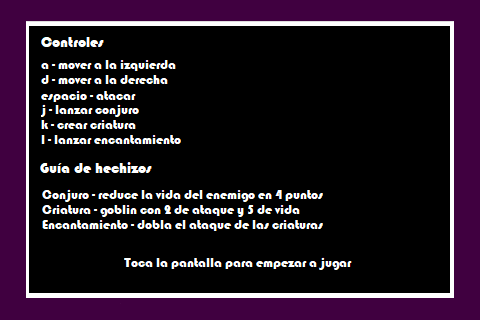 Controles
a - mover a la izquierda
d - mover a la derecha
espacio - atacar
j - lanzar conjuro
k - crear criatura
l - lanzar encantamiento
Guía de hechizos
Conjuro - reduce la vida del enemigo en 4 puntos
Criatura - goblin con 2 de ataque y 5 de vida
Encantamiento - dobla el ataque de las criaturas
Toca la pantalla para empezar a jugar